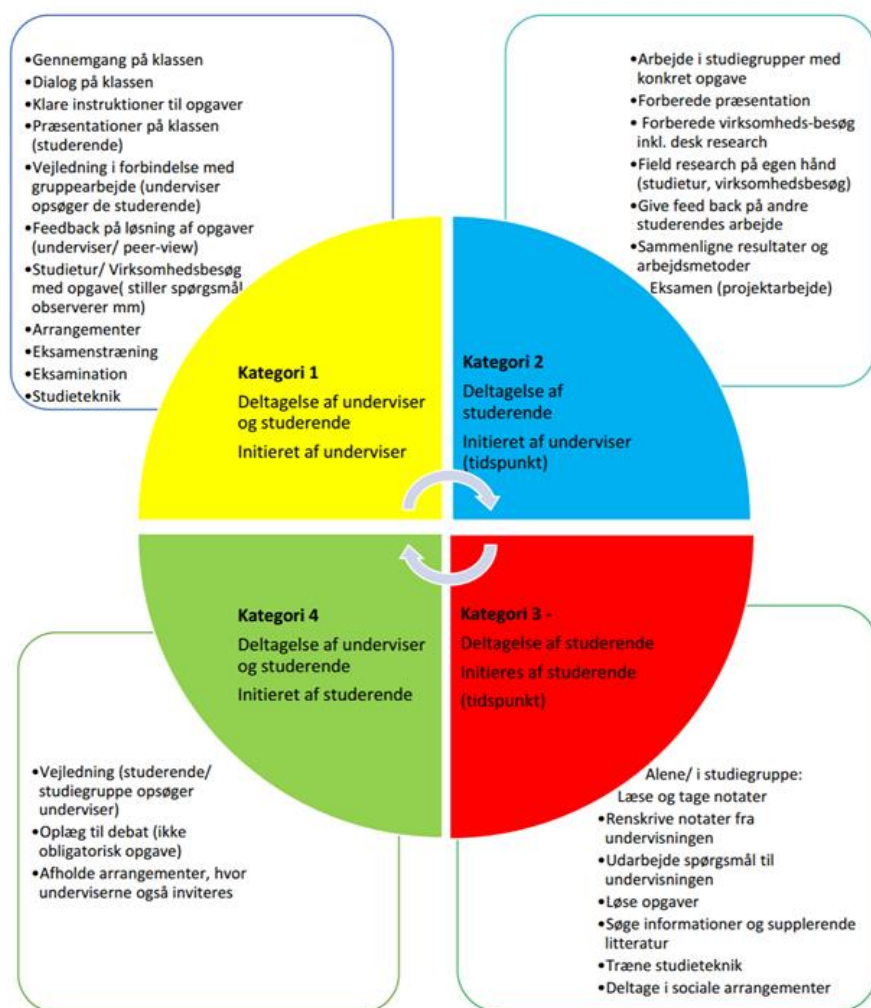 •Gennemgang på klassen
•Dialog på klassen
•Klare instruktioner til opgaver
•Præsentationer på klassen
(studerende)
•Vejledning i forbindelse med
gruppearbejde (underviser
opsøger de studerende)
•Feedback på løsning af opgaver
(underviser/ peer-view)
•Studietur/ Virksomhedsbesøg
med opgave( stiller spørgsmål
observerer mm)
•Arrangementer
•Eksamenstræning
•Eksamination
•Studieteknik
•Arbejde i studiegrupper med
konkret opgave
•Forberede præsentation
• Forberede virksomheds-besøg
inkl. desk research
•Field research på egen hånd
(studietur, virksomhedsbesøg)
•Give feed back på andre
studerendes arbejde
•Sammenligne resultater og
arbejdsmetoder
Eksamen (projektarbejde)
Kategori 1
Deltagelse af underviser
og studerende
Initieret af underviser
Kategori 2
Deltagelse af
studerende
Initieret af underviser
(tidspunkt)
Kategori 4
Deltagelse af underviser
og studerende
Initieret af studerende
Kategori 3 -
Deltagelse af studerende
Initieres af studerende
(tidspunkt)
•Vejledning (studerende/
studiegruppe opsøger
underviser)
•Oplæg til debat (ikke
obligatorisk opgave)
•Afholde arrangementer, hvor
underviserne også inviteres
Alene/ i studiegruppe:
Læse og tage notater
•Renskrive notater fra
undervisningen
•Udarbejde spørgsmål til
undervisningen
•Løse opgaver
•Søge informationer og supplerende
litteratur
•Træne studieteknik
•Deltage i sociale arrangementer